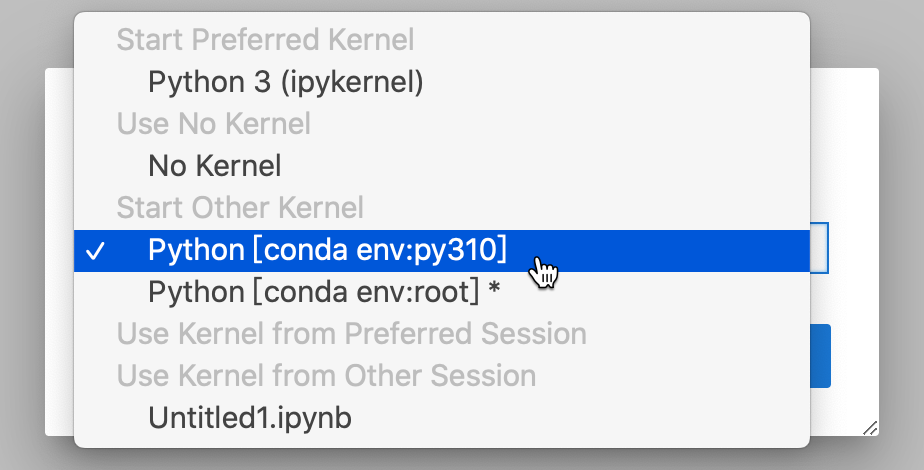 Start Preferred Kernel
Python 3 (ipykernel)
Use No Kernel
No Kernel
Start Other Kernel
✓ Python [conda env:py310]
Python [conda env:root] *
Use Kernel from Preferred Session
Use Kernel from Other Session
Untitled1.ipynb